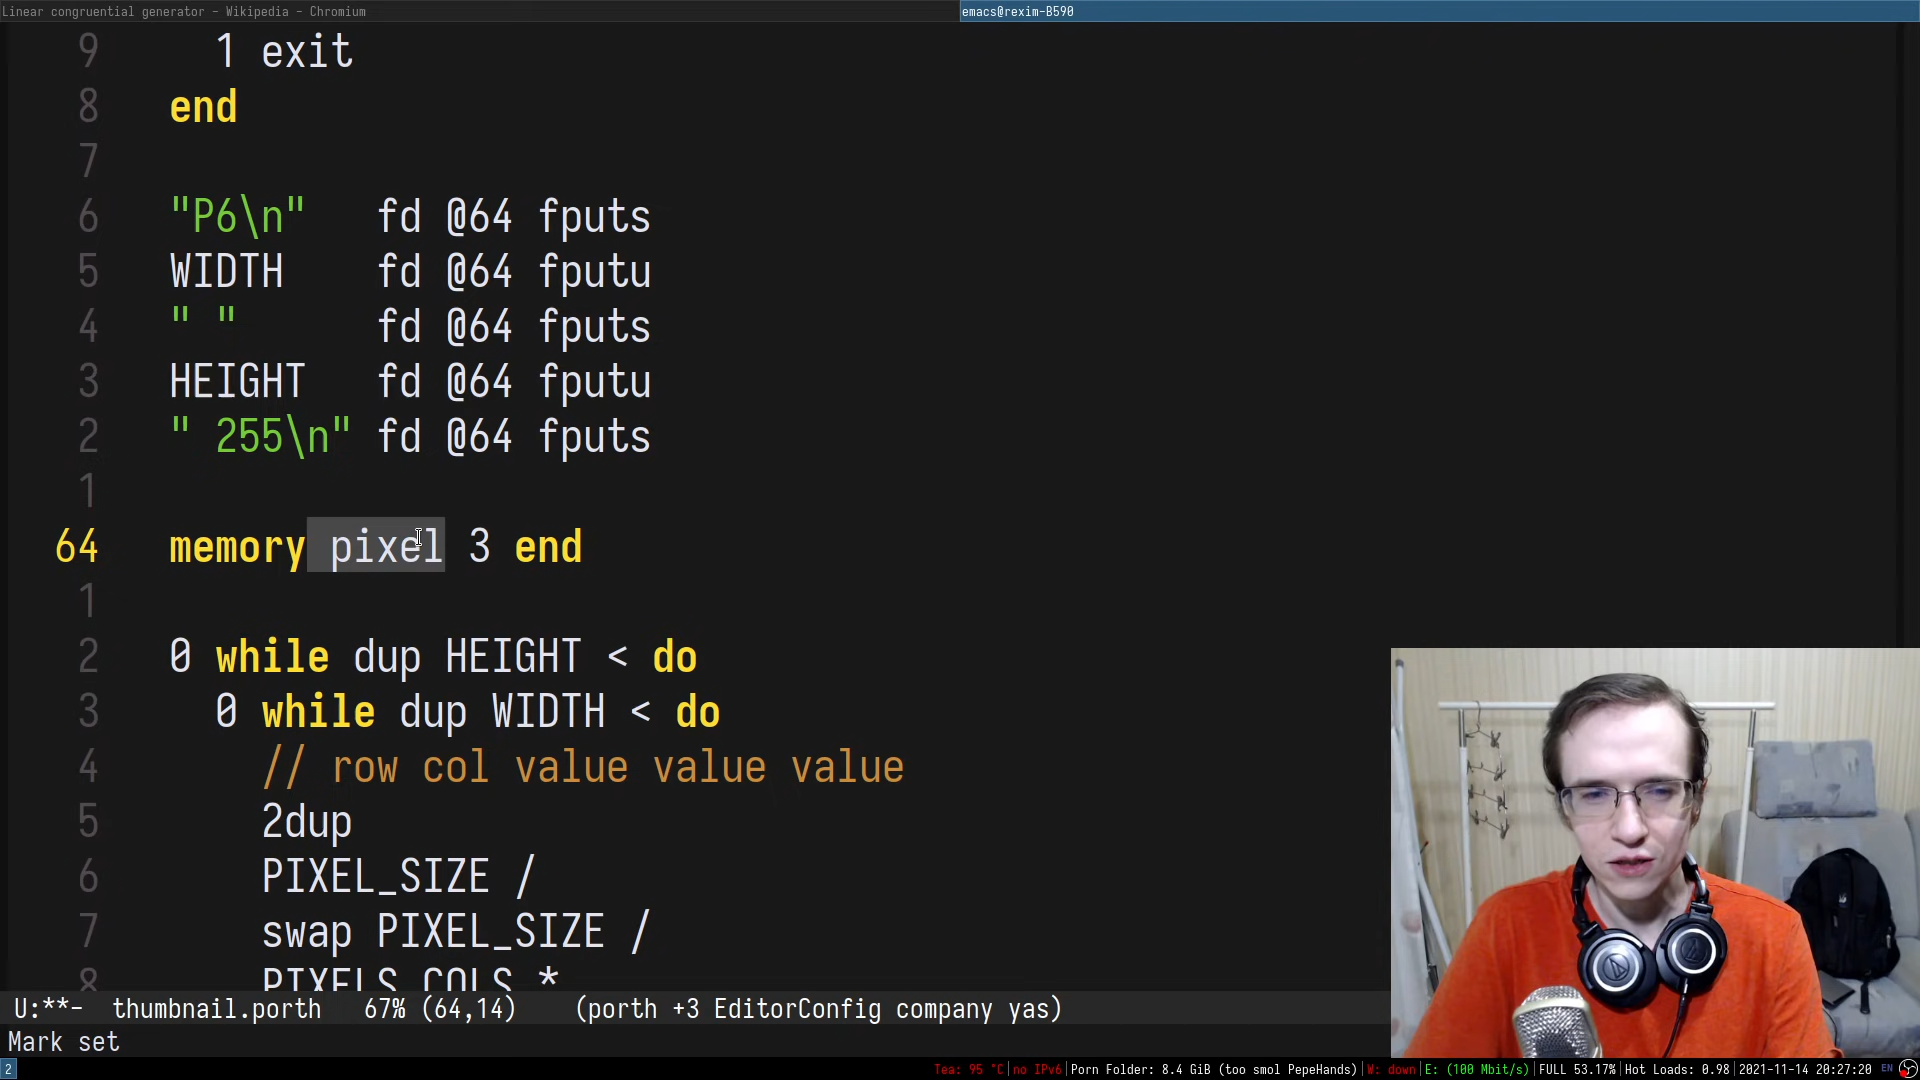 Linear congruential generator - Wikipedia - Chromium
emacs@rexim-B590
9 1 exit
8 end
7
6 "P6\n" fd @64 fputs
5 WIDTH fd @64 fputu
4 " " fd @64 fputs
3 HEIGHT fd @64 fputu
2 " 255\n" fd @64 fputs
1
64 memory pixel 3 end
1
2 0 while dup HEIGHT < do
3 0 while dup WIDTH < do
4 // row col value value value
5 2dup
6 PIXEL_SIZE /
7 swap PIXEL_SIZE /
8 PIXELS_COLS *
U:**- thumbnail.porth 67% (64,14) (porth +3 EditorConfig company yas)
Mark set
2 Tea: 95 °C|no IPv6|Porn Folder: 8.4 GiB (too smol PepeHands)|W: down|E: (100 Mbit/s)|FULL 53.17%|Hot Loads: 0.98|2021-11-14 20:27:20 EN